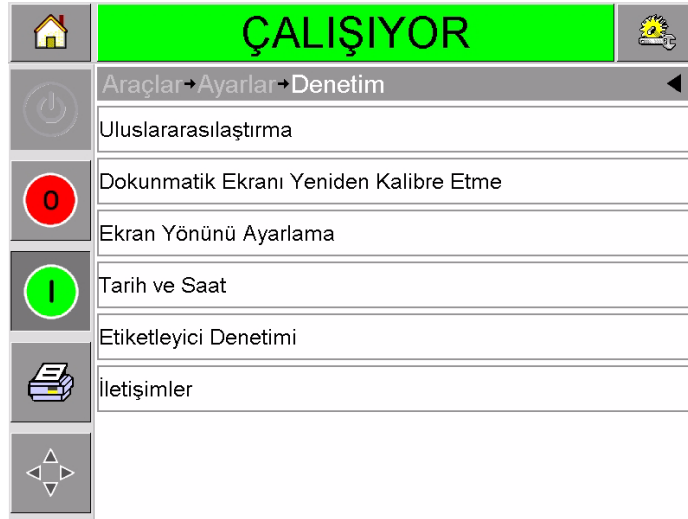 ÇALIŞIYOR
Araçlar→Ayarlar→Denetim
Uluslararasılaştırma
Dokunmatik Ekranı Yeniden Kalibre Etme
0
Ekran Yönünü Ayarlama
I
Tarih ve Saat
Etiketleyici Denetimi
İletişimler